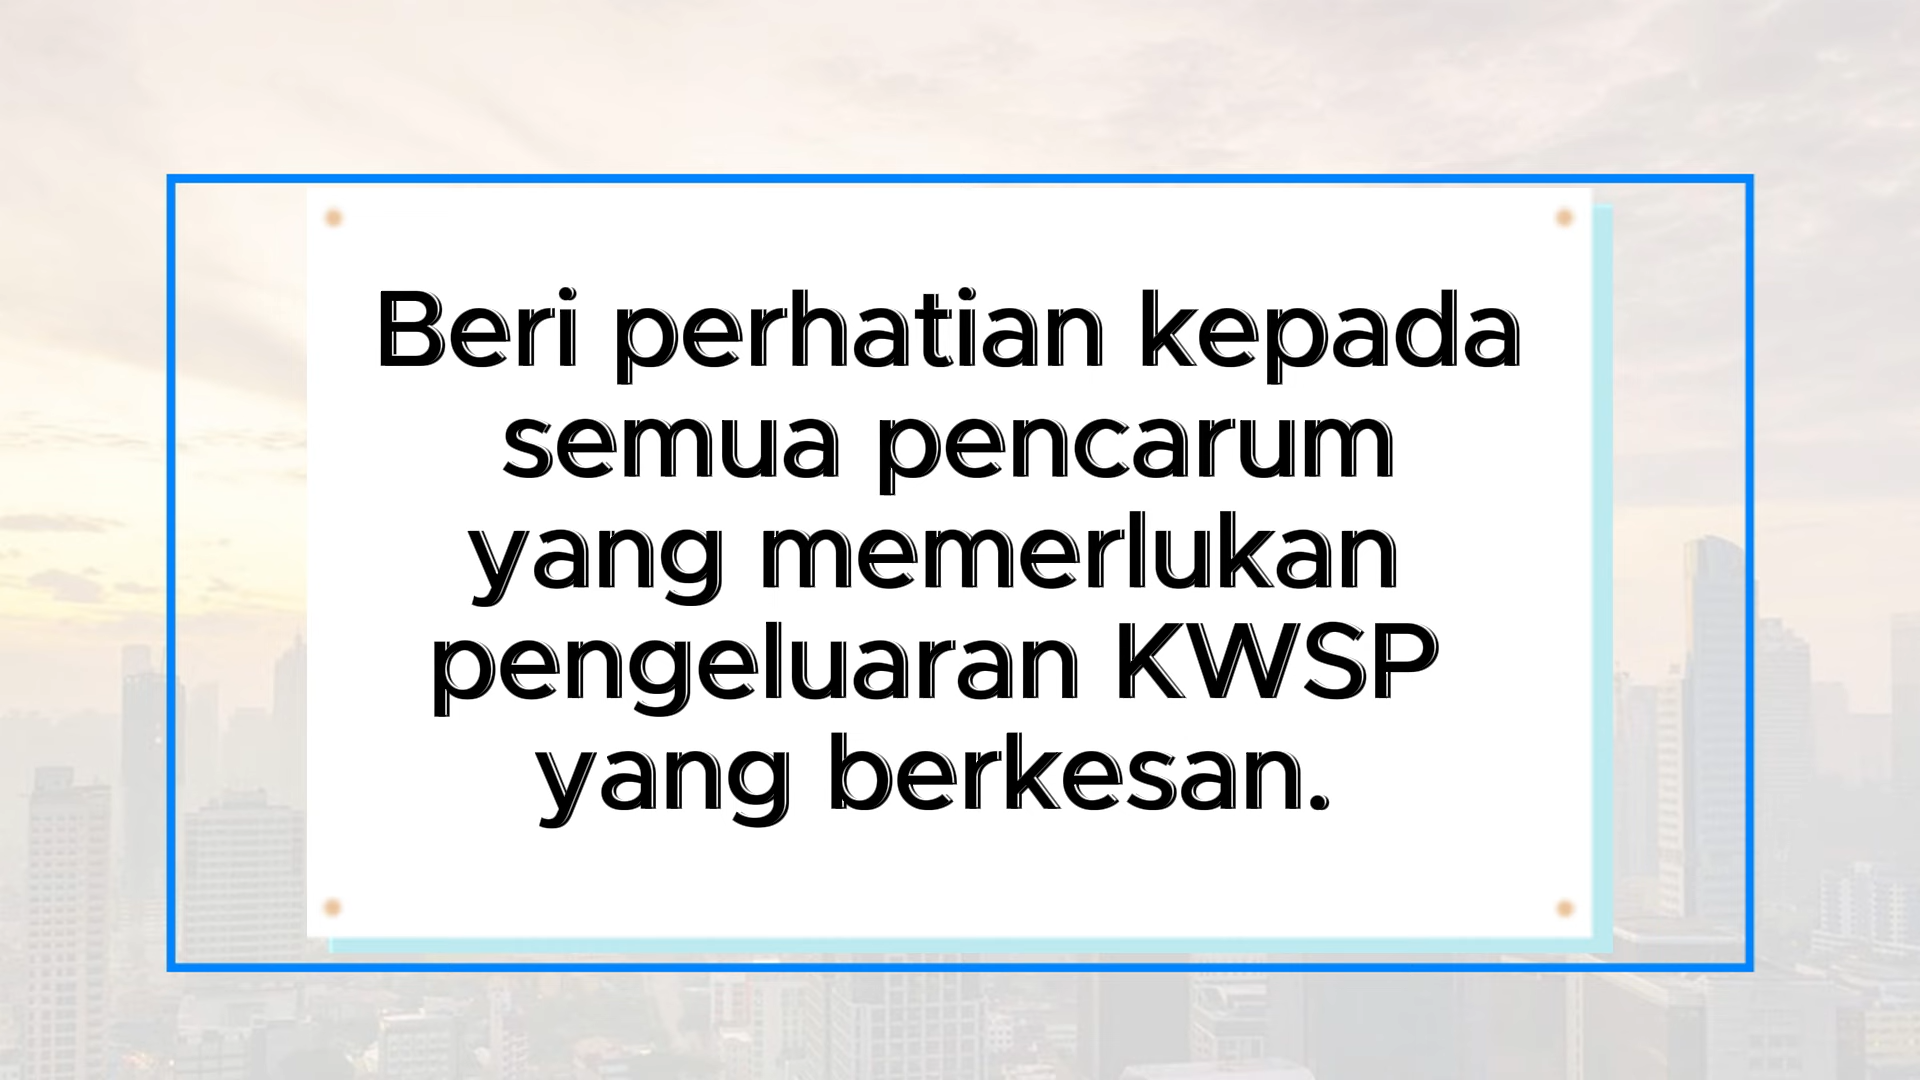 Beri perhatian kepada
semua pencarum
yang memerlukan
pengeluaran KWSP
yang berkesan.